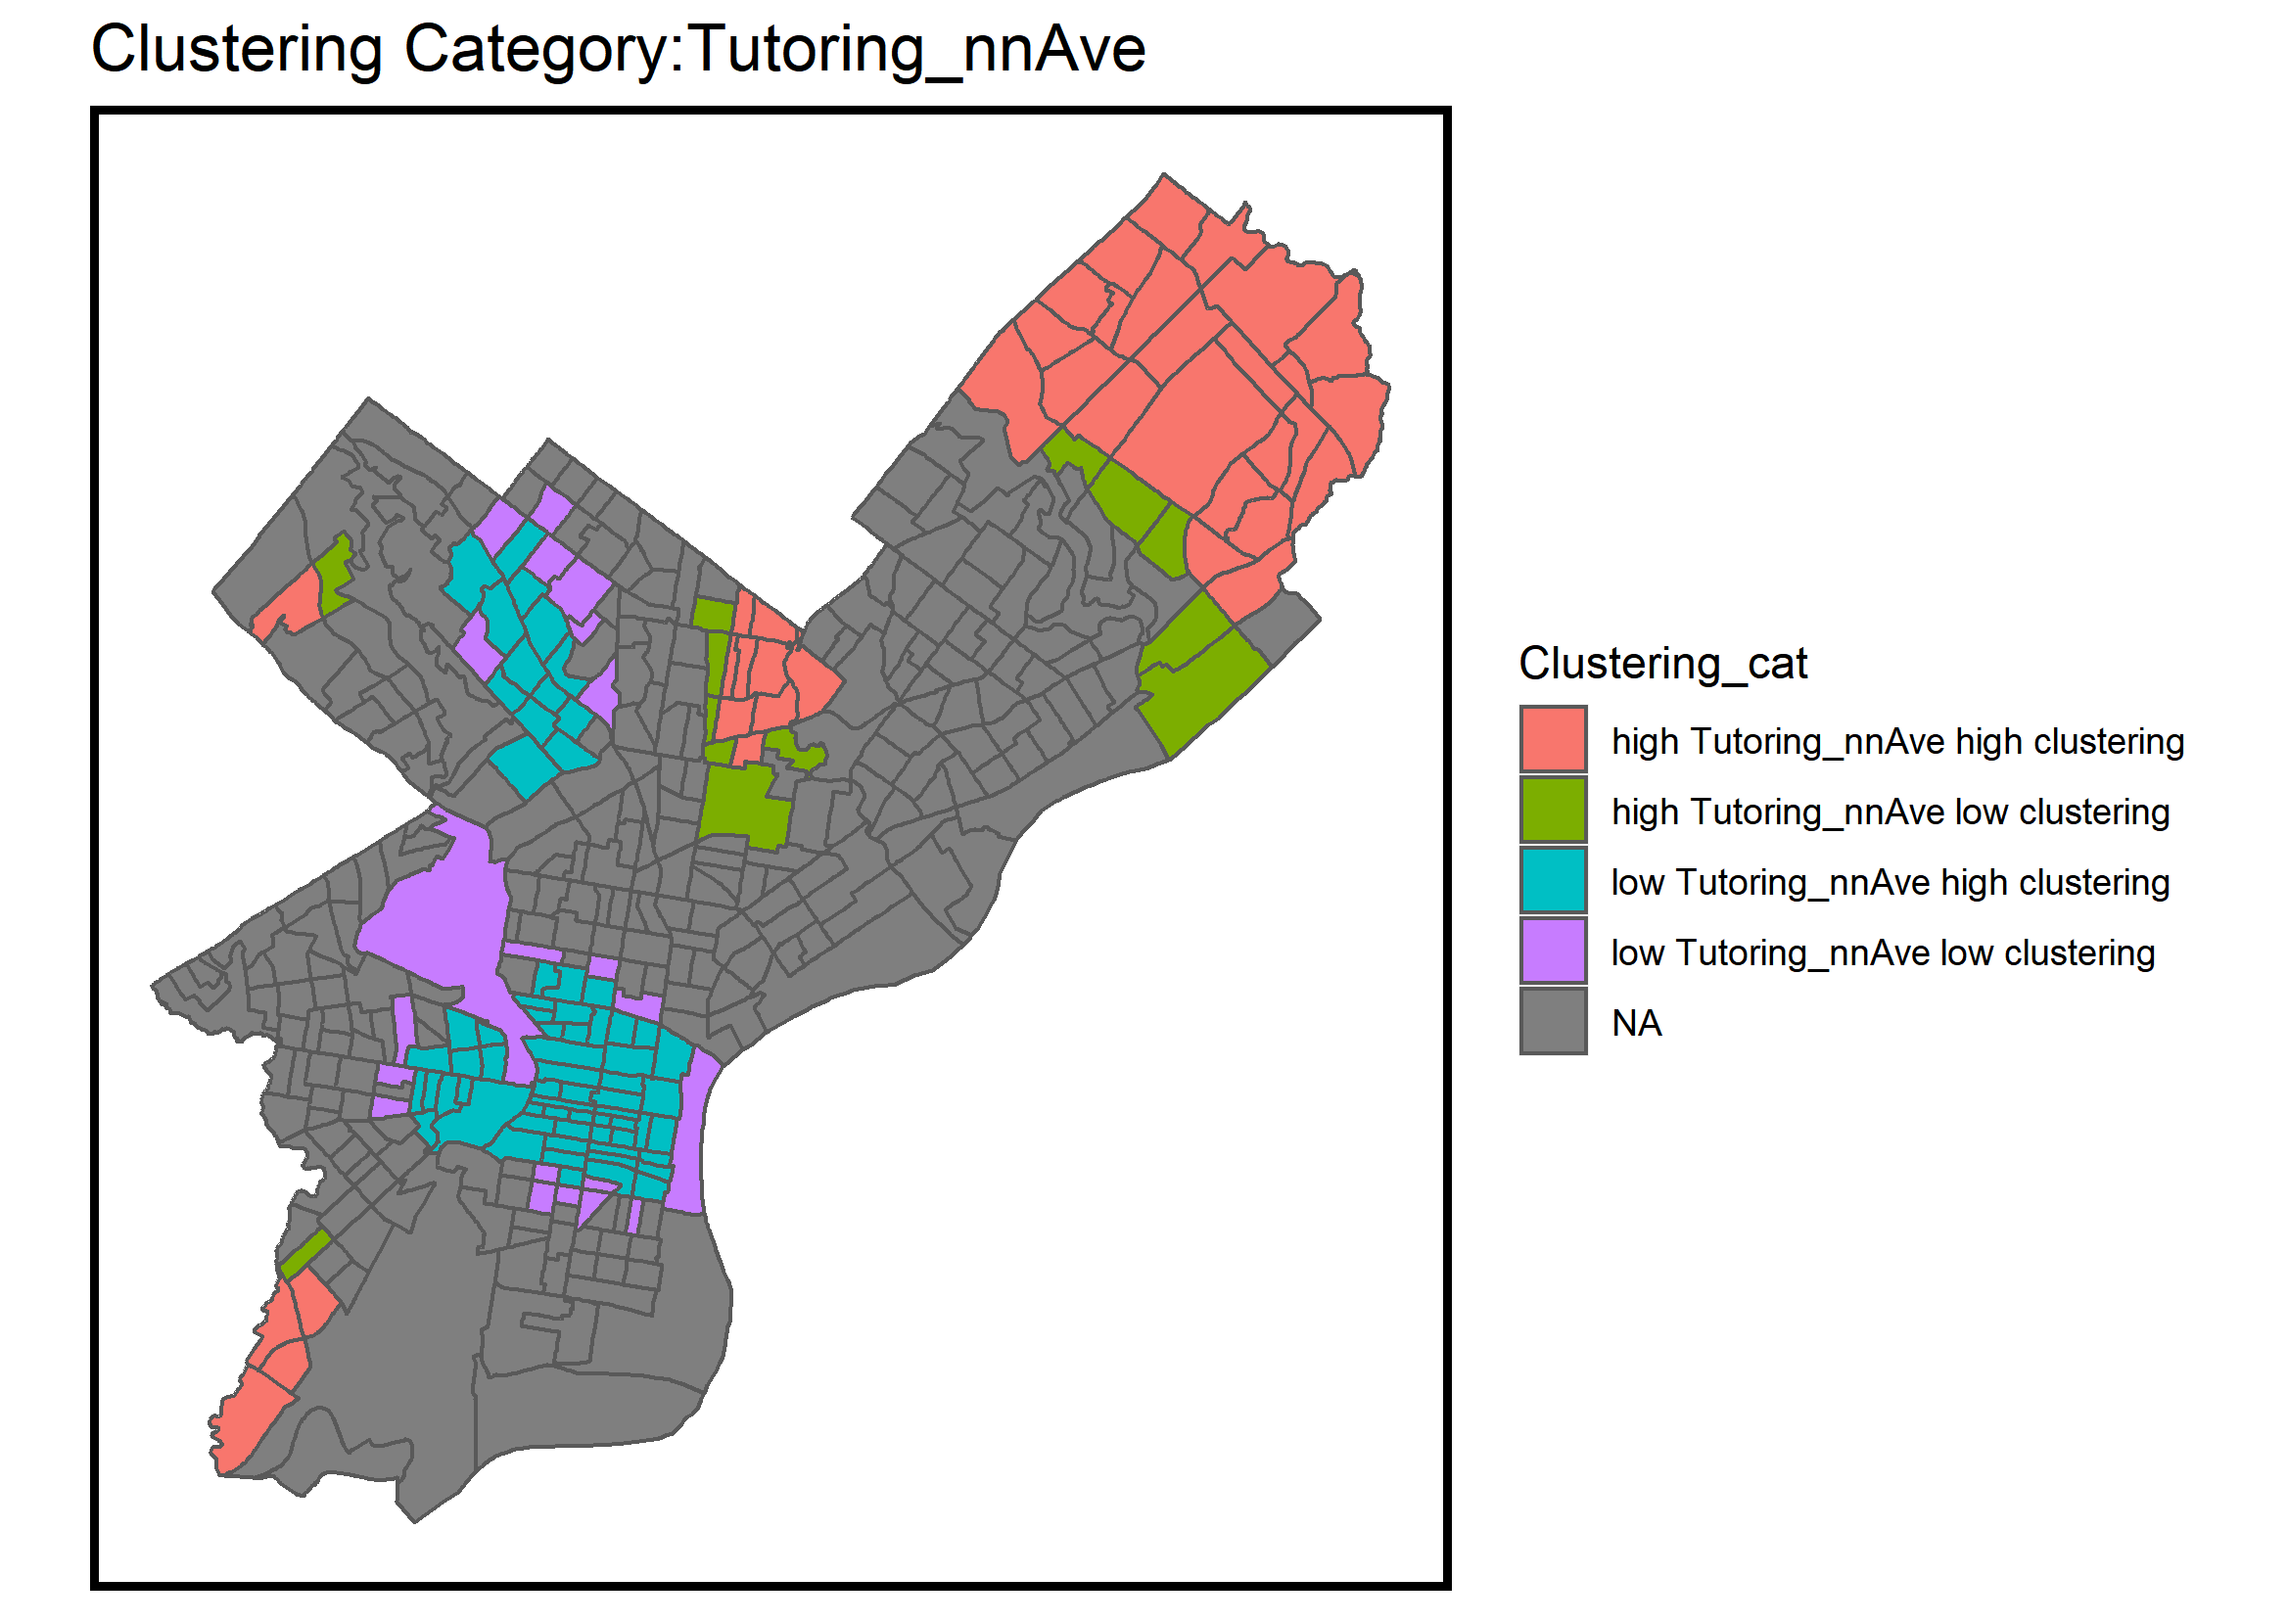 Clustering Category:Tutoring_nnAve
Clustering_cat
high Tutoring_nnAve high clustering
high Tutoring_nnAve low clustering
low Tutoring_nnAve high clustering
low Tutoring_nnAve low clustering
NA